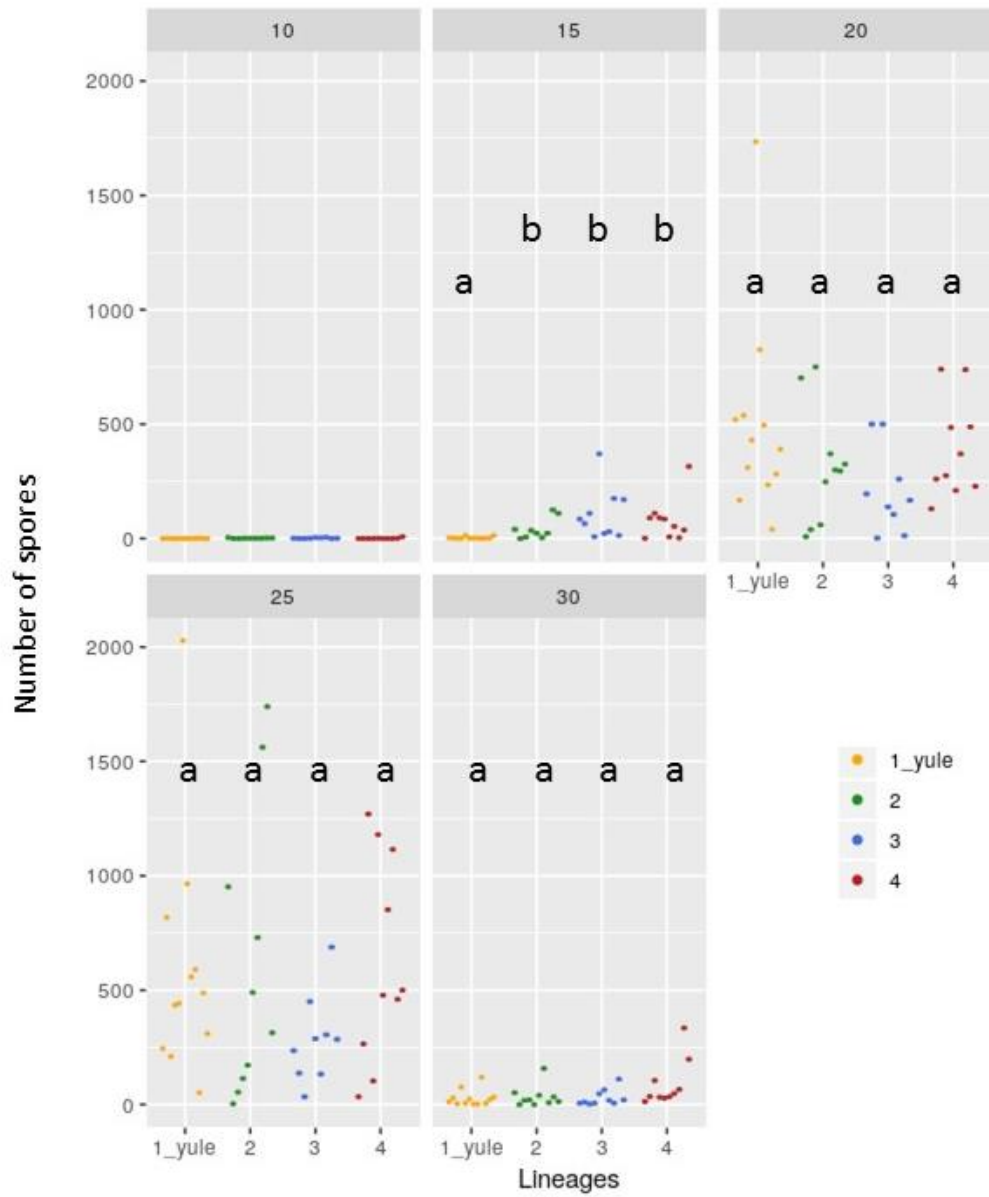 10 15 20
2000
1500
b b b
a a a a a
1000
500
0
1_yule 2 3 4
25 30
2000
1500
a a a a a a a a
1000
500
0
1_yule 2 3 4 1_yule 2 3 4
Number of spores
Lineages
1_yule
2
3
4